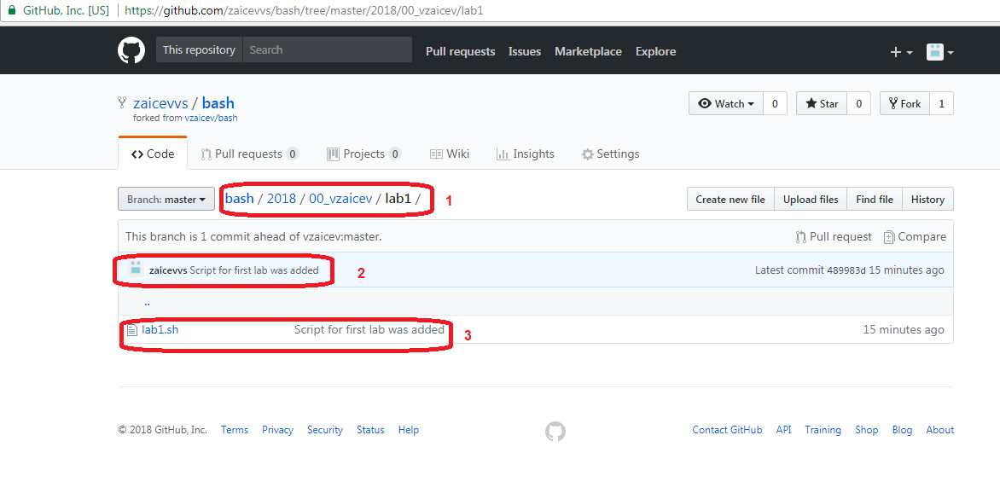 GitHub, Inc. [US] https://github.com/zaicevvs/bash/tree/master/2018/00_vzaicev/lab1
This repository Search Pull requests Issues Marketplace Explore
zaicevvs / bash Watch 0 Star 0 Fork 1
forked from vzaicev/bash
Code Pull requests 0 Projects 0 Wiki Insights Settings
Branch: master bash / 2018 / 00_vzaicev / lab1 / 1 Create new file Upload files Find file History
This branch is 1 commit ahead of vzaicev:master. Pull request Compare
zaicevvs Script for first lab was added 2 Latest commit 489983d 15 minutes ago
..
lab1.sh Script for first lab was added 3 15 minutes ago
© 2018 GitHub, Inc. Terms Privacy Security Status Help Contact GitHub API Training Shop Blog About